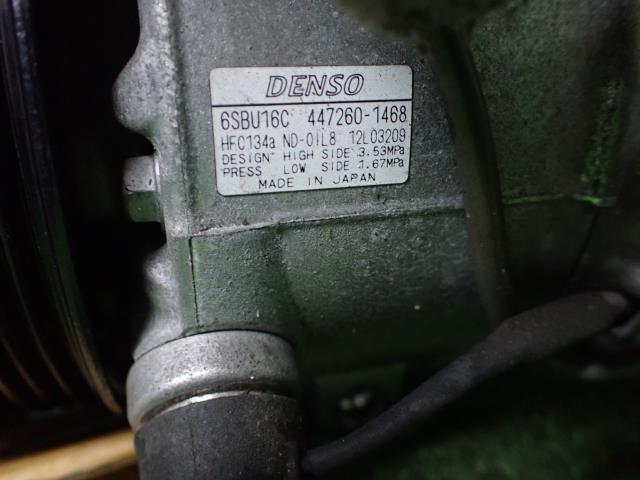 DENSO
6SBU16C 447260-1468
HFC134a ND-OIL8 12L03209
DESIGN HIGH SIDE 3.53MPa
PRESS LOW SIDE 1.67MPa
MADE IN JAPAN